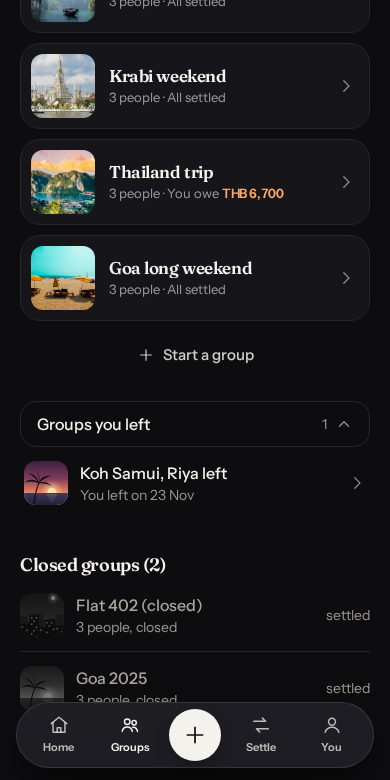 3 people · All settled
Krabi weekend
3 people · All settled
Thailand trip
3 people · You owe THB 6,700
Goa long weekend
3 people · All settled
Start a group
Groups you left 1
Koh Samui, Riya left
You left on 23 Nov
Closed groups (2)
Flat 402 (closed)
3 people, closed
settled
Goa 2025
3 people, closed
settled
Home Groups Settle You